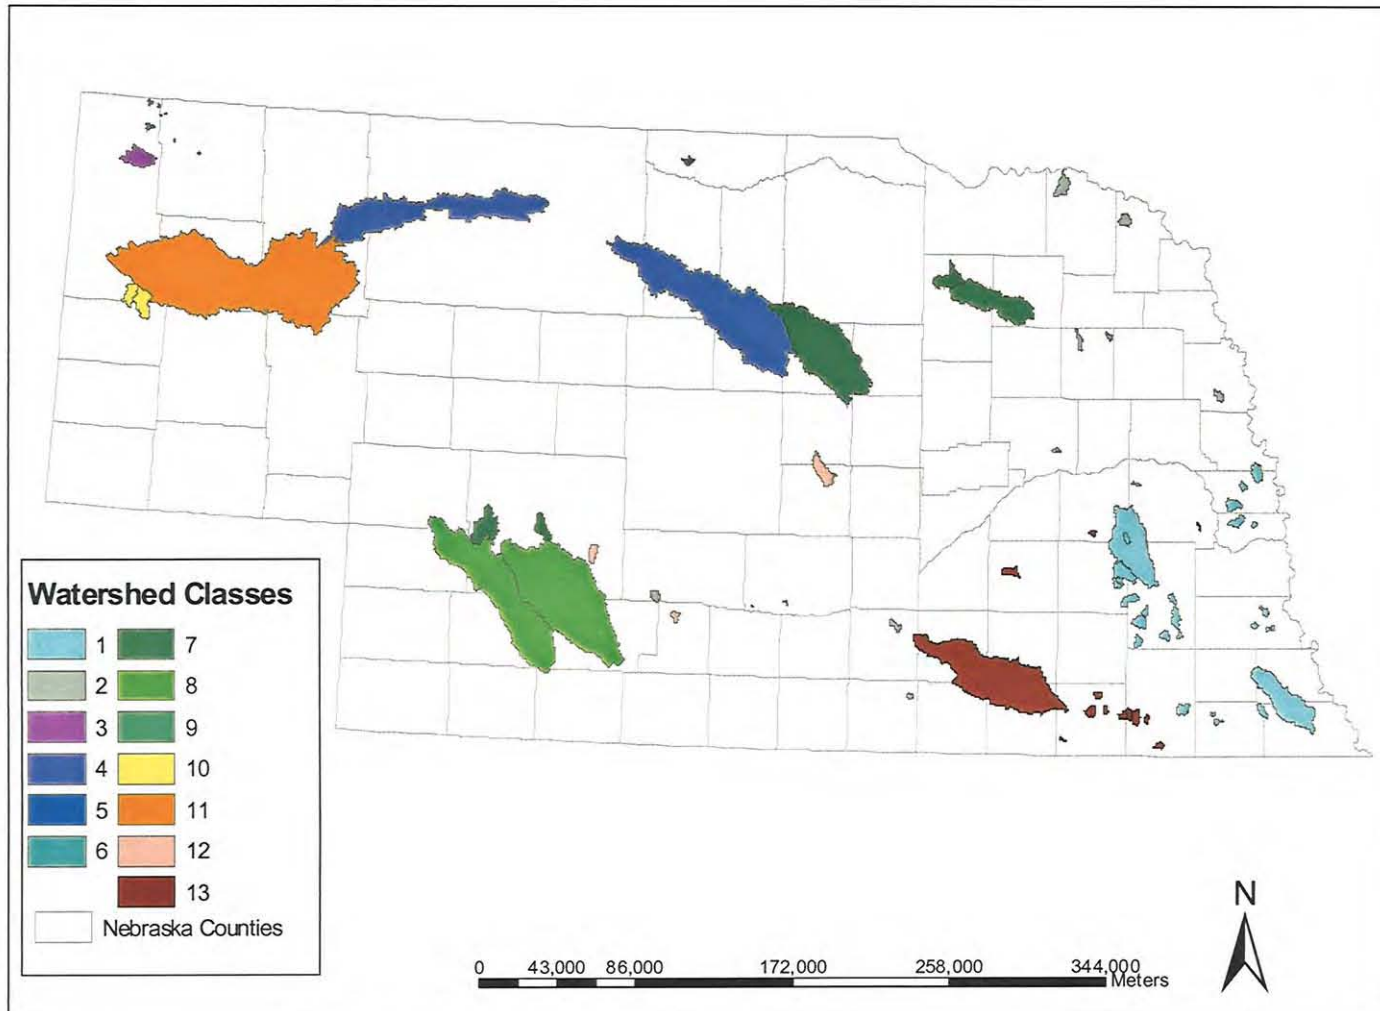 Watershed Classes
1 7
2 8
3 9
4 10
5 11
6 12
13
Nebraska Counties
0 43,000 86,000 172,000 258,000 344,000
Meters
N